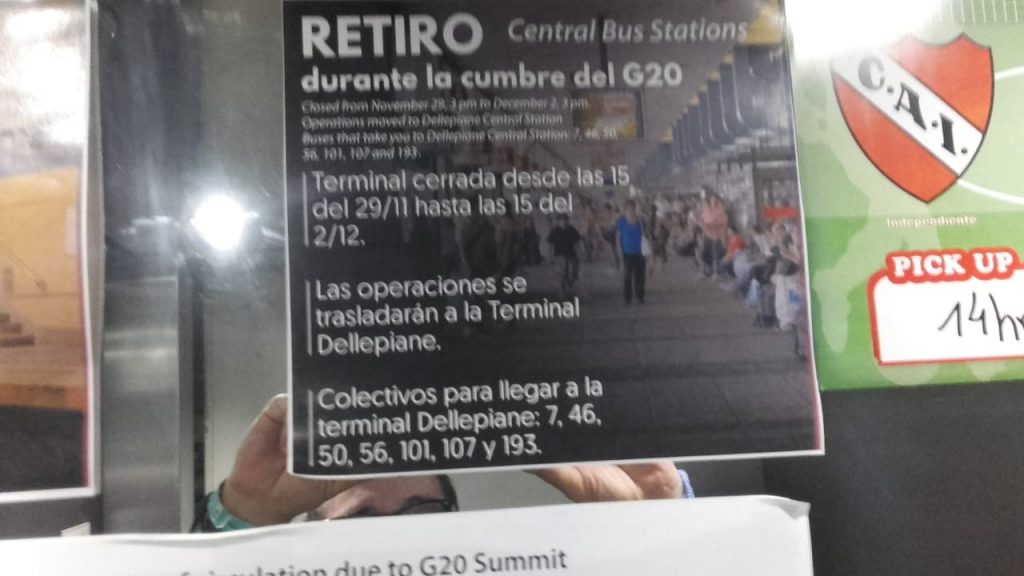 RETIRO Central Bus Stations
durante la cumbre del G20
Closed from November 29, 3 pm to December 2, 3 pm.
Operations moved to Dellepiane Central Station
Buses that take you to Dellepiane Central Station: 7, 46, 50,
56, 101, 107 and 193.
Terminal cerrada desde las 15
del 29/11 hasta las 15 del
2/12.
Las operaciones se
trasladarán a la Terminal
Dellepiane.
Colectivos para llegar a la
terminal Dellepiane: 7, 46,
50, 56, 101, 107 y 193.
C.A.I.
Independiente
PICK UP
14h
due to G20 Summit